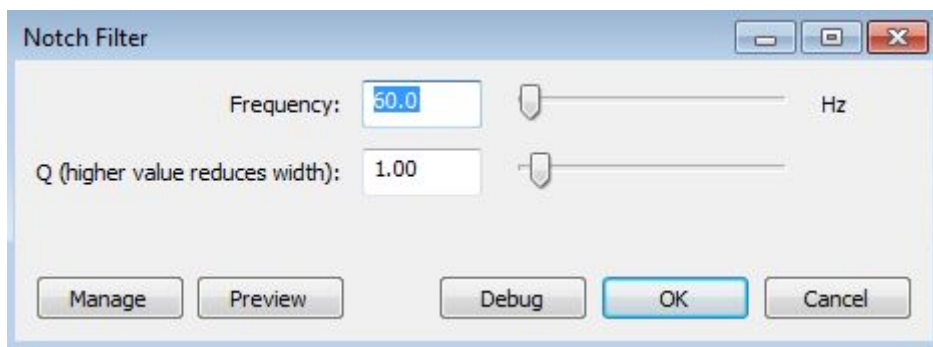 Notch Filter
Frequency: 60.0 Hz
Q (higher value reduces width): 1.00
Manage Preview Debug OK Cancel